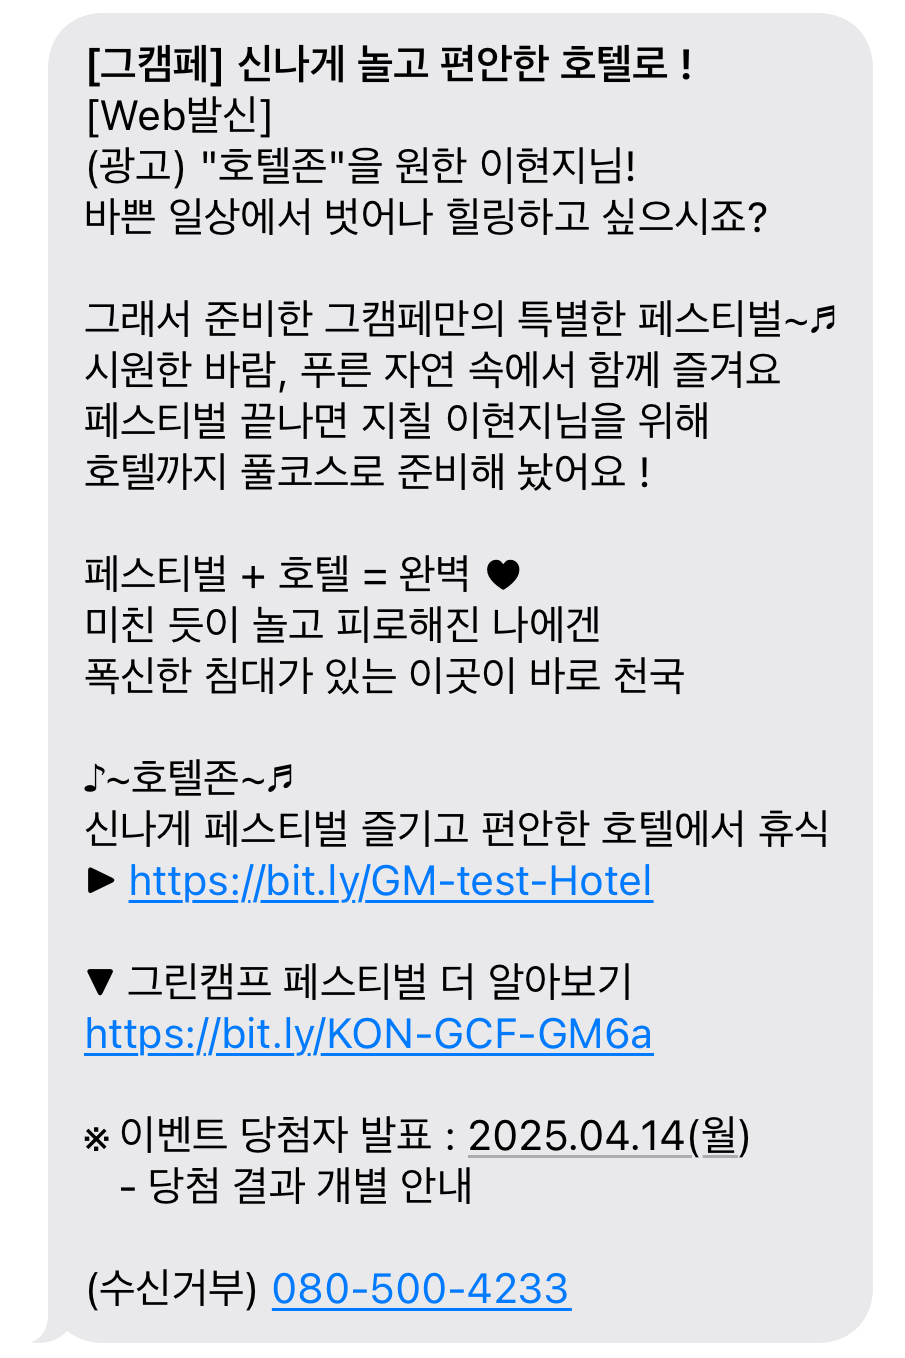 [그캠페] 신나게 놀고 편안한 호텔로 !
[Web발신]
(광고) "호텔존"을 원한 이현지님!
바쁜 일상에서 벗어나 힐링하고 싶으시죠?
그래서 준비한 그캠페만의 특별한 페스티벌~♬
시원한 바람, 푸른 자연 속에서 함께 즐겨요
페스티벌 끝나면 지칠 이현지님을 위해
호텔까지 풀코스로 준비해 놨어요 !
페스티벌 + 호텔 = 완벽 ♥
미친 듯이 놀고 피로해진 나에겐
폭신한 침대가 있는 이곳이 바로 천국
♪~호텔존~♬
신나게 페스티벌 즐기고 편안한 호텔에서 휴식
▶ https://bit.ly/GM-test-Hotel
▼ 그린캠프 페스티벌 더 알아보기
https://bit.ly/KON-GCF-GM6a
※ 이벤트 당첨자 발표 : 2025.04.14(월)
- 당첨 결과 개별 안내
(수신거부) 080-500-4233